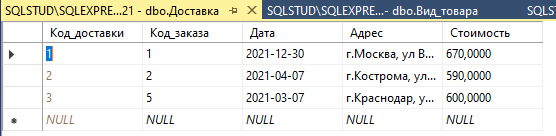 SQLSTUD\SQLEXPRE...21 - dbo.Доставка SQLSTUD\SQLEXPRE...- dbo.Вид_товара SQLST
Код_доставки Код_заказа Дата Адрес Стоимость
1 1 2021-12-30 г.Москва, ул В... 670,0000
2 2 2021-04-07 г.Кострома, ул... 590,0000
3 5 2021-03-07 г.Краснодар, у... 600,0000
NULL NULL NULL NULL NULL